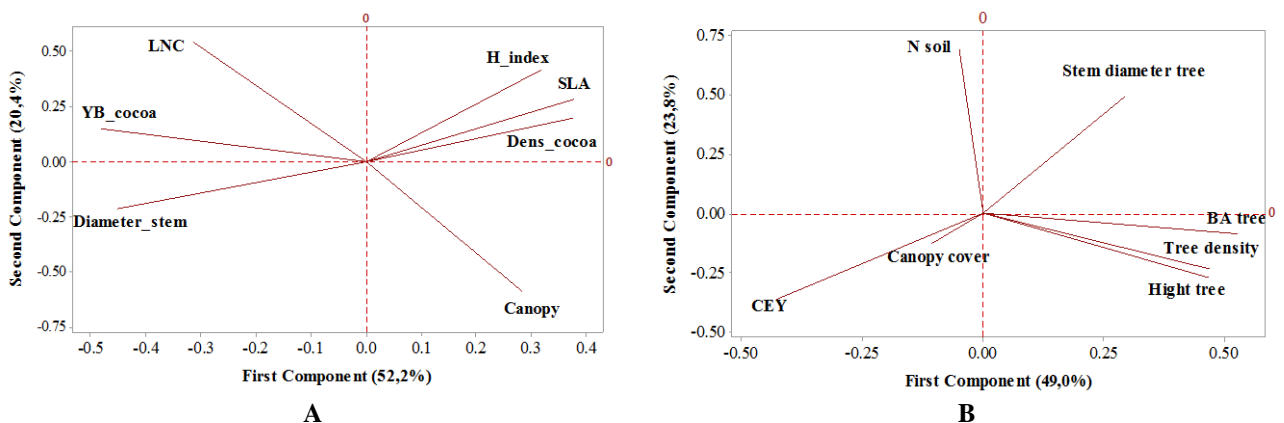 0
LNC
H_index
SLA
YB_cocoa
Dens_cocoa
0
Diameter_stem
Canopy
0.50
0.25
0.00
-0.25
-0.50
-0.75
Second Component (20,4%)
-0.5 -0.4 -0.3 -0.2 -0.1 0.0 0.1 0.2 0.3 0.4
First Component (52,2%)
A
0
N soil
Stem diameter tree
BA tree
0
Tree density
Canopy cover
Hight tree
CEY
0.75
0.50
0.25
0.00
-0.25
-0.50
Second Component (23,8%)
-0.50 -0.25 0.00 0.25 0.50
First Component (49,0%)
B